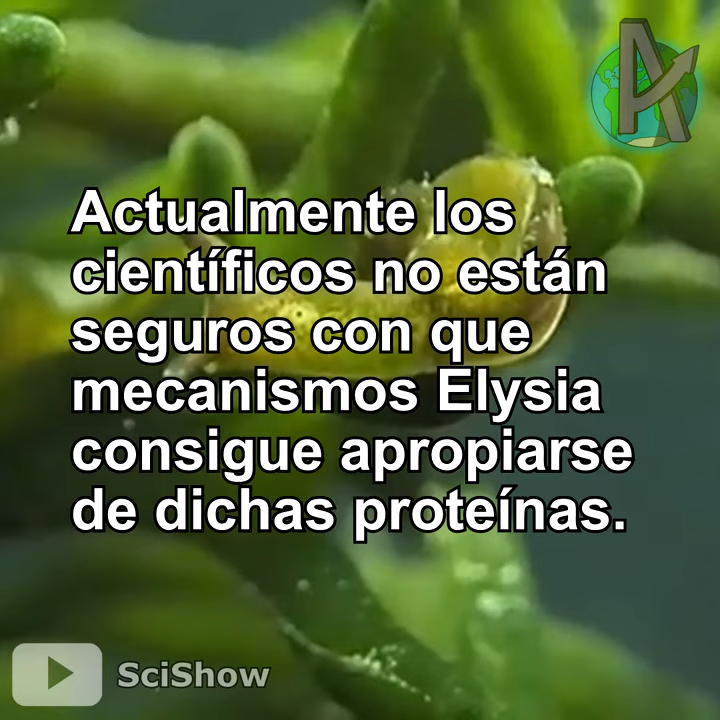 Actualmente los
científicos no están
seguros con que
mecanismos Elysia
consigue apropiarse
de dichas proteínas.
SciShow